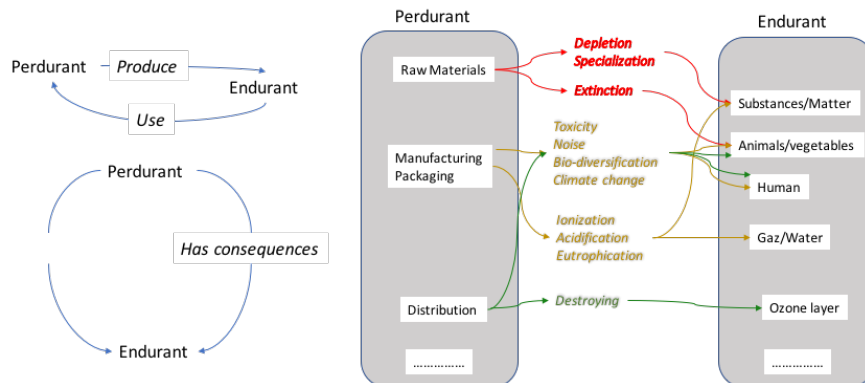 Perdurant
Produce
Endurant
Use
Perdurant
Has consequences
Endurant
Perdurant
Endurant
Raw Materials
Depletion
Specialization
Extinction
Substances/Matter
Manufacturing
Packaging
Toxicity
Noise
Bio-diversification
Climate change
Animals/vegetables
Human
Ionization
Acidification
Eutrophication
Gaz/Water
Distribution
Destroying
Ozone layer
……………
……………